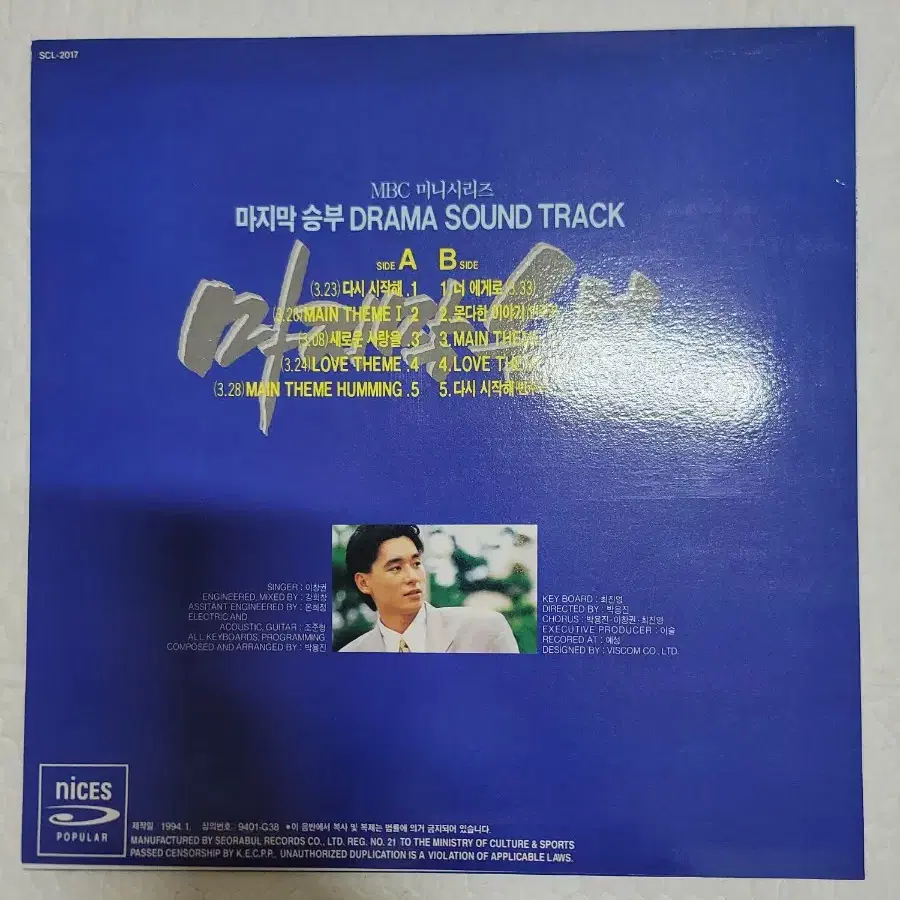 SCL-2017
MBC 미니시리즈
마지막 승부 DRAMA SOUND TRACK
SIDE A
(3.23) 다시 시작해 .1
(3.20) MAIN THEME I .2
(3.08) 새로운 사랑을 .3
(3.24) LOVE THEME .4
(3.28) MAIN THEME HUMMING .5
B SIDE
1. 너 에게로 (3.33)
2. 못다한 이야기
3. MAIN
4. LOVE
5. 다시 시작해
마지막 승부
SINGER : 이창권
ENGINEERED, MIXED BY : 강희창
ASSITANT ENGINEERED BY : 은희정
ELECTRIC AND
ACOUSTIC, GUITAR : 조준형
ALL KEYBOARDS, PROGRAMMING
COMPOSED AND ARRANGED BY : 박용진
KEY BOARD : 최진영
DIRECTED BY : 박용진
CHORUS : 박용진·이창권·최진영
EXECUTIVE PRODUCER : 이술
RECORED AT : 예성
DESIGNED BY : VISCOM CO., LTD.
nices
POPULAR
제작일 : 1994. 1. 심의번호 : 9401-G38 ●이 음반에서 복사 및 복제는 법률에 의거 금지되어 있습니다.
MANUFACTURED BY SEORABUL RECORDS CO., LTD. REG. NO. 21 TO THE MINISTRY OF CULTURE & SPORTS
PASSED CENSORSHIP BY K.E.C.P.P., UNAUTHORIZED DUPLICATION IS A VIOLATION OF APPLICABLE LAWS.